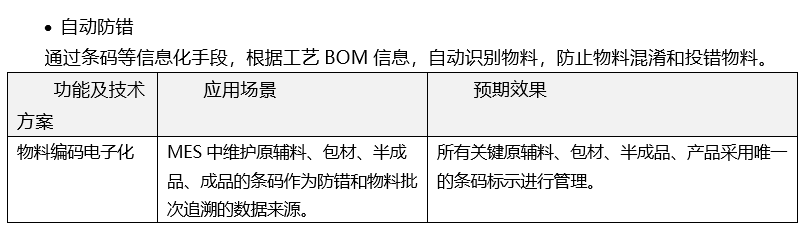 • 自动防错
通过条码等信息化手段，根据工艺 BOM 信息，自动识别物料，防止物料混淆和投错物料。
功能及技术方案
应用场景
预期效果
物料编码电子化
MES 中维护原辅料、包材、半成
品、成品的条码作为防错和物料批
次追溯的数据来源。
所有关键原辅料、包材、半成品、产品采用唯一
的条码标示进行管理。